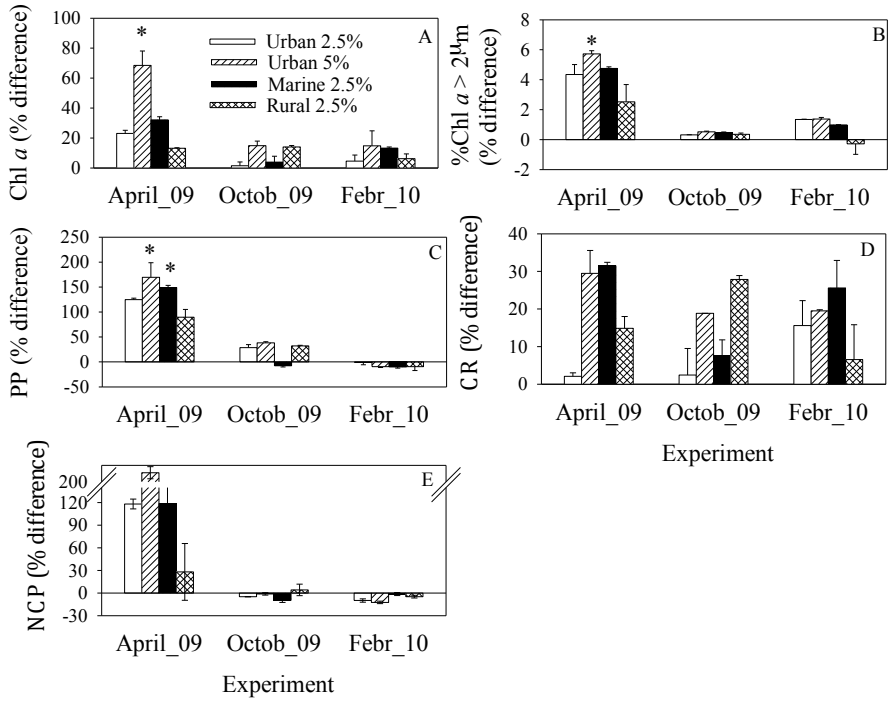 A
Chl a (% difference)
100
80
60
40
20
0
*
Urban 2.5%
Urban 5%
Marine 2.5%
Rural 2.5%
April_09 Octob_09 Febr_10
B
%Chl a > 2µm
(% difference)
8
6
4
2
0
-2
*
April_09 Octob_09 Febr_10
C
PP (% difference)
250
200
150
100
50
0
-50
* *
April_09 Octob_09 Febr_10
D
CR (% difference)
40
30
20
10
0
April_09 Octob_09 Febr_10
Experiment
E
NCP (% difference)
200
120
90
60
30
0
-30
April_09 Octob_09 Febr_10
Experiment